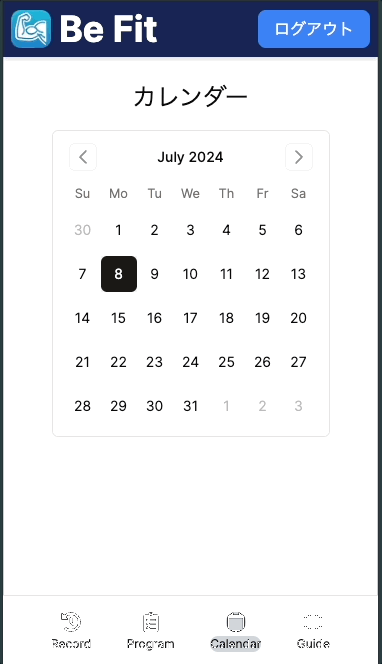 Be Fit ログアウト
カレンダー
July 2024
Su Mo Tu We Th Fr Sa
30 1 2 3 4 5 6
7 8 9 10 11 12 13
14 15 16 17 18 19 20
21 22 23 24 25 26 27
28 29 30 31 1 2 3
Record Program Calendar Guide